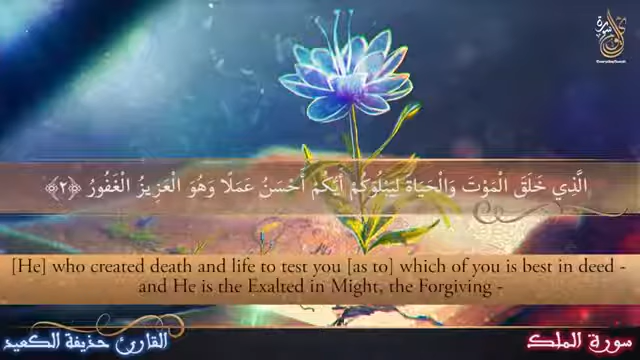 EverydaySunah
الَّذِي خَلَقَ الْمَوْتَ وَالْحَيَاةَ لِيَبْلُوَكُمْ أَيُّكُمْ أَحْسَنُ عَمَلًا وَهُوَ الْعَزِيزُ الْغَفُورُ ﴿٢﴾
[He] who created death and life to test you [as to] which of you is best in deed -
and He is the Exalted in Might, the Forgiving -
سورة الملك
القارئ حذيفة الكعيد